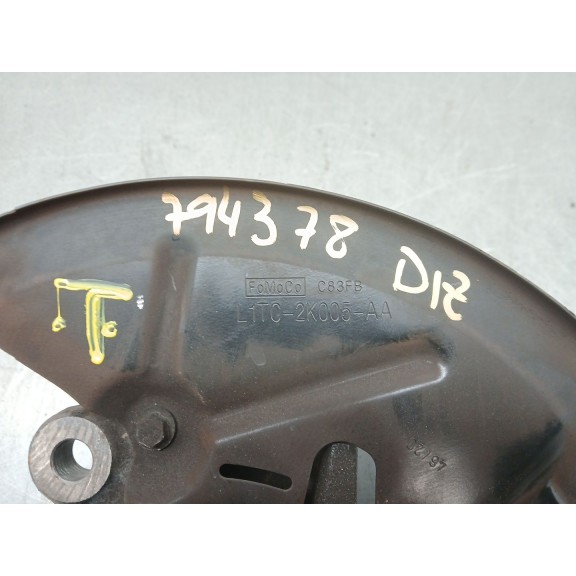 794378 DIZ
FoMoCo C83FB
L1TC-2K005-AA
T